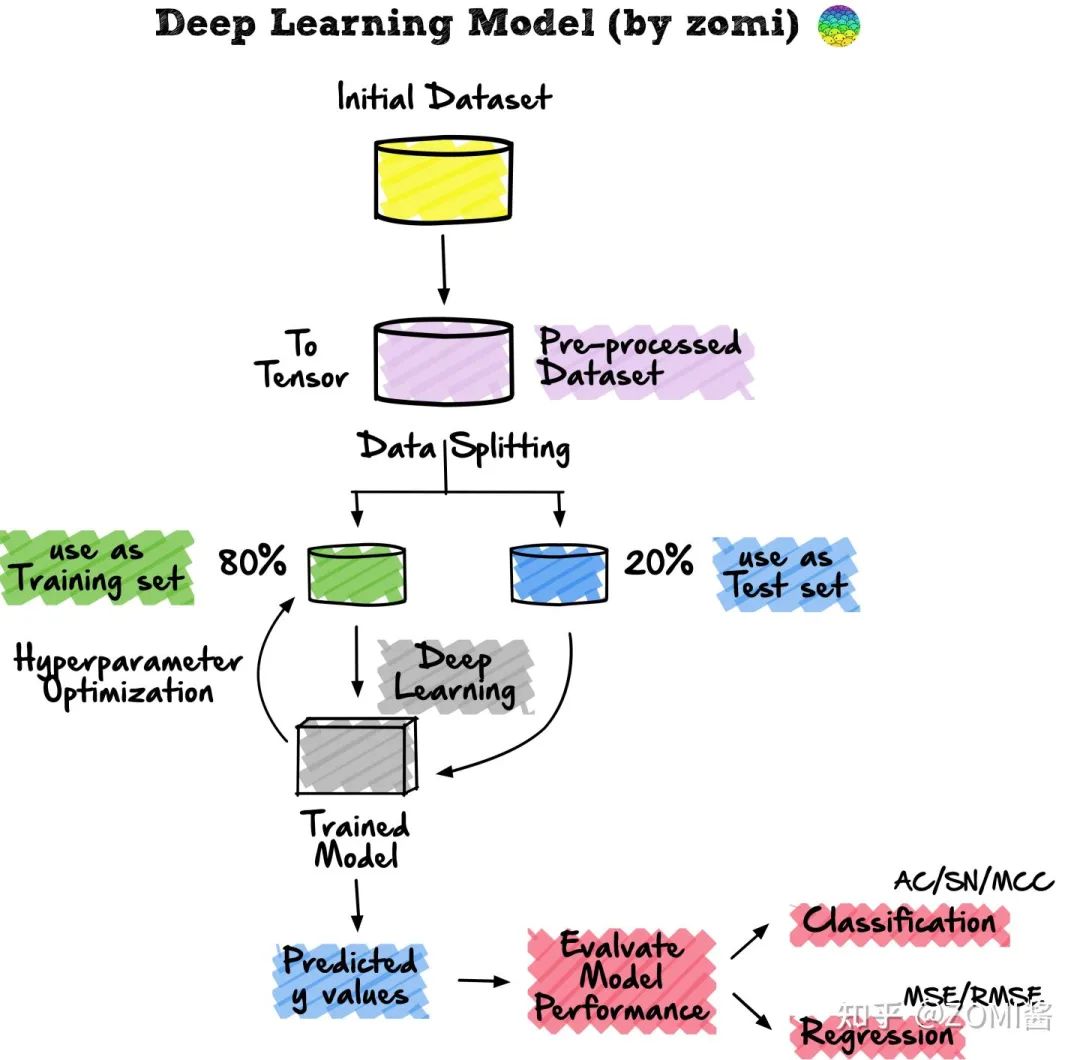 Deep Learning Model (by zomi)
Initial Dataset
To
Tensor
Pre-processed
Dataset
Data Splitting
use as
Training set
80%
20%
use as
Test set
Hyperparameter
Optimization
Deep
Learning
Trained
Model
Predicted
y values
Evalvate
Model
Performance
AC/SN/MCC
Classification
MSE/RMSE
Regression
知乎 @ZOMI酱